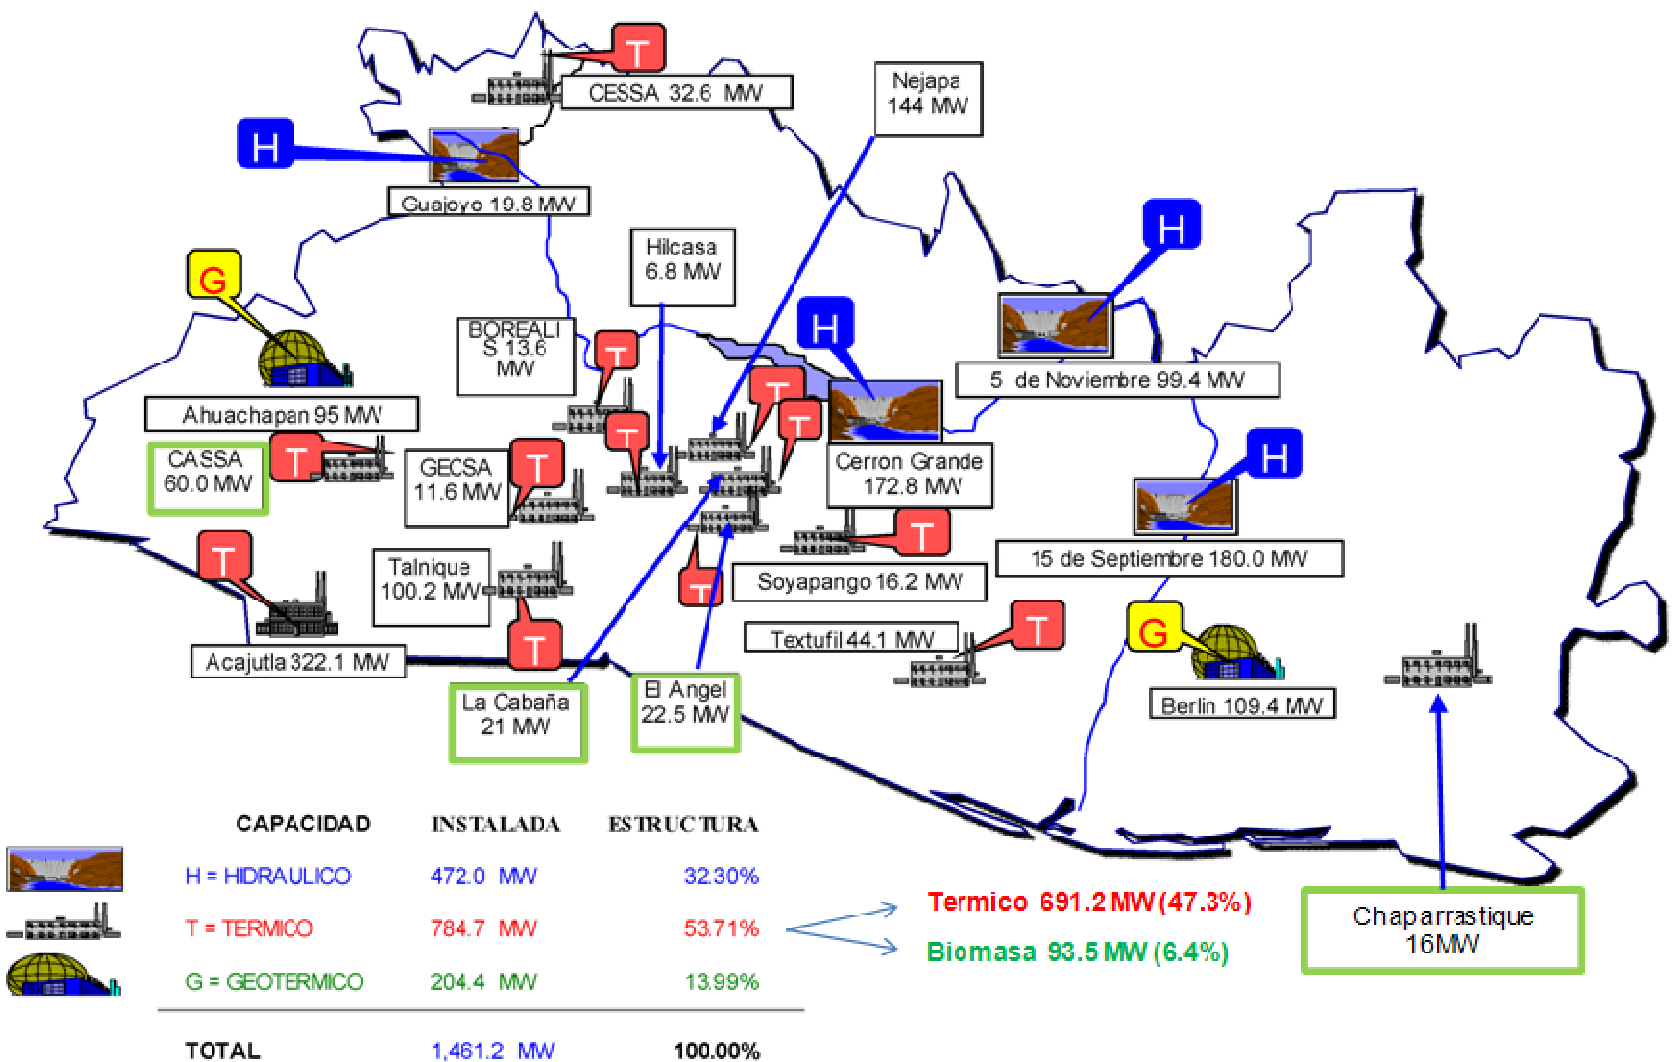 T
CESSA 32.6 MW
Nejapa
144 MW
H
Guajoyo 19.8 MW
H
Hilcasa
6.8 MW
G
H
BOREALI
S 13.6
MW
T
5 de Noviembre 99.4 MW
Ahuachapan 95 MW
T
T
T
CASSA
60.0 MW
T
GECSA
11.6 MW
T
Cerron Grande
172.8 MW
H
T
T
15 de Septiembre 180.0 MW
Talnique
100.2 MW
T
Soyapango 16.2 MW
T
Textufil 44.1 MW
T
G
Acajutla 322.1 MW
La Cabaña
21 MW
El Angel
22.5 MW
Berlin 109.4 MW
CAPACIDAD INSTALADA ESTRUCTURA
H = HIDRAULICO 472.0 MW 32.30%
T = TERMICO 784.7 MW 53.71%
G = GEOTERMICO 204.4 MW 13.99%
TOTAL 1,461.2 MW 100.00%
Termico 691.2 MW (47.3%)
Biomasa 93.5 MW (6.4%)
Chaparrastique
16MW